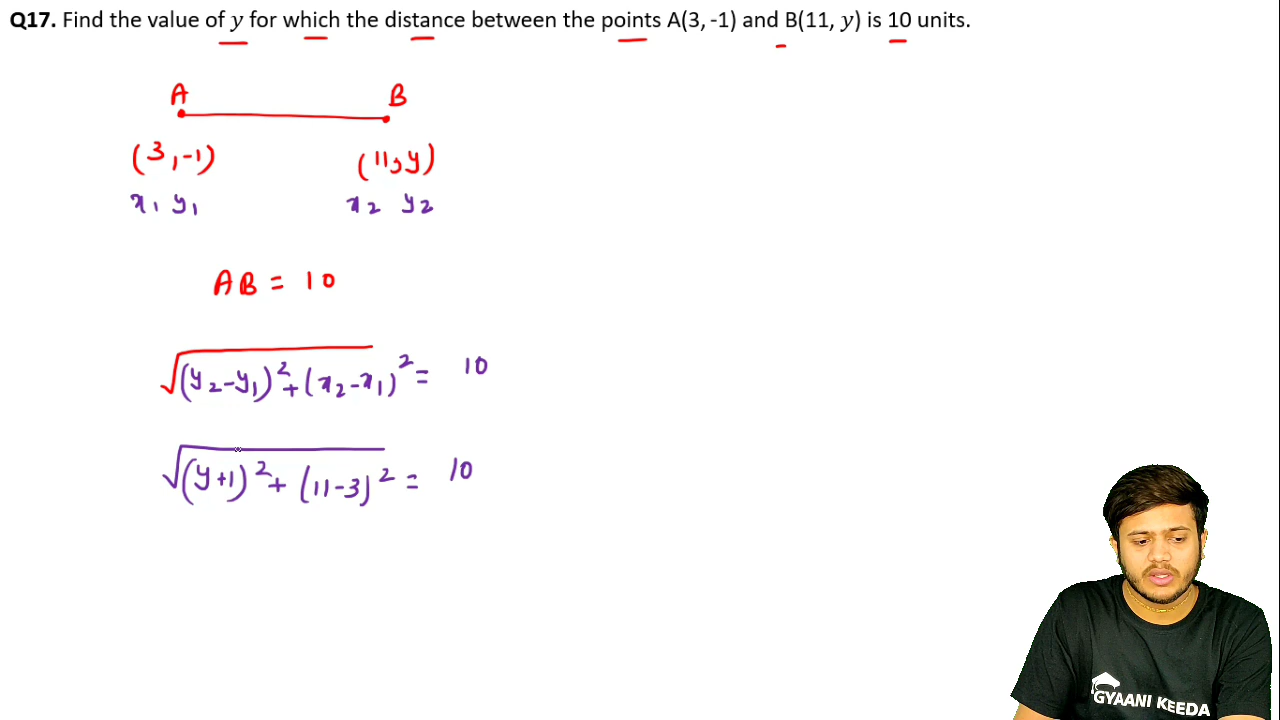 Q17. Find the value of y for which the distance between the points A(3, -1) and B(11, y) is 10 units.
A B
(3,-1) (11,y)
x₁ y₁ x₂ y₂
AB = 10
√(y₂-y₁)²+(x₂-x₁)² = 10
√(y+1)²+(11-3)² = 10
GYAANI KEEDA